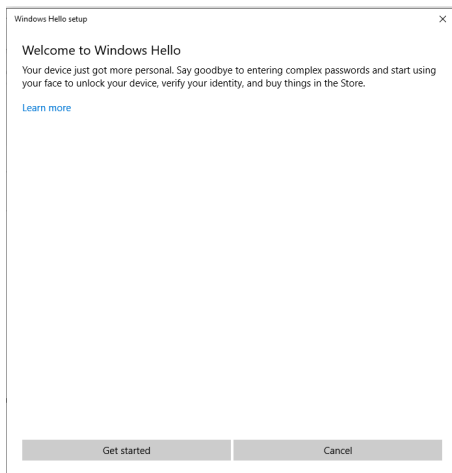 Windows Hello setup
Welcome to Windows Hello
Your device just got more personal. Say goodbye to entering complex passwords and start using
your face to unlock your device, verify your identity, and buy things in the Store.
Learn more
Get started
Cancel